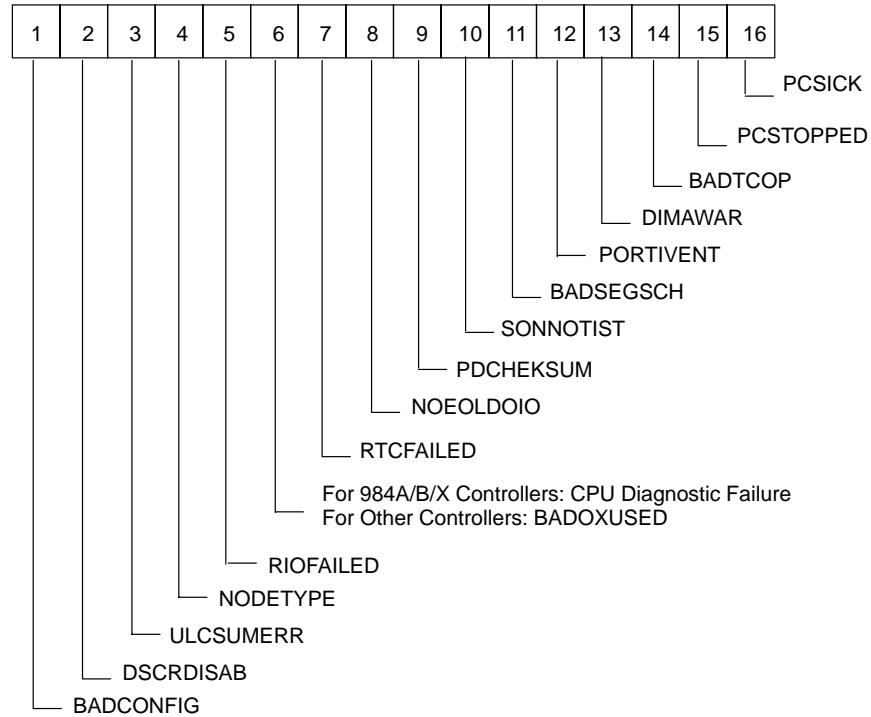 1 2 3 4 5 6 7 8 9 10 11 12 13 14 15 16
PCSICK
PCSTOPPED
BADTCOP
DIMAWAR
PORTIVENT
BADSEGSCH
SONNOTIST
PDCHEKSUM
NOEOLDOIO
RTCFAILED
For 984A/B/X Controllers: CPU Diagnostic Failure
For Other Controllers: BADOXUSED
RIOFAILED
NODETYPE
ULCSUMERR
DSCRDISAB
BADCONFIG